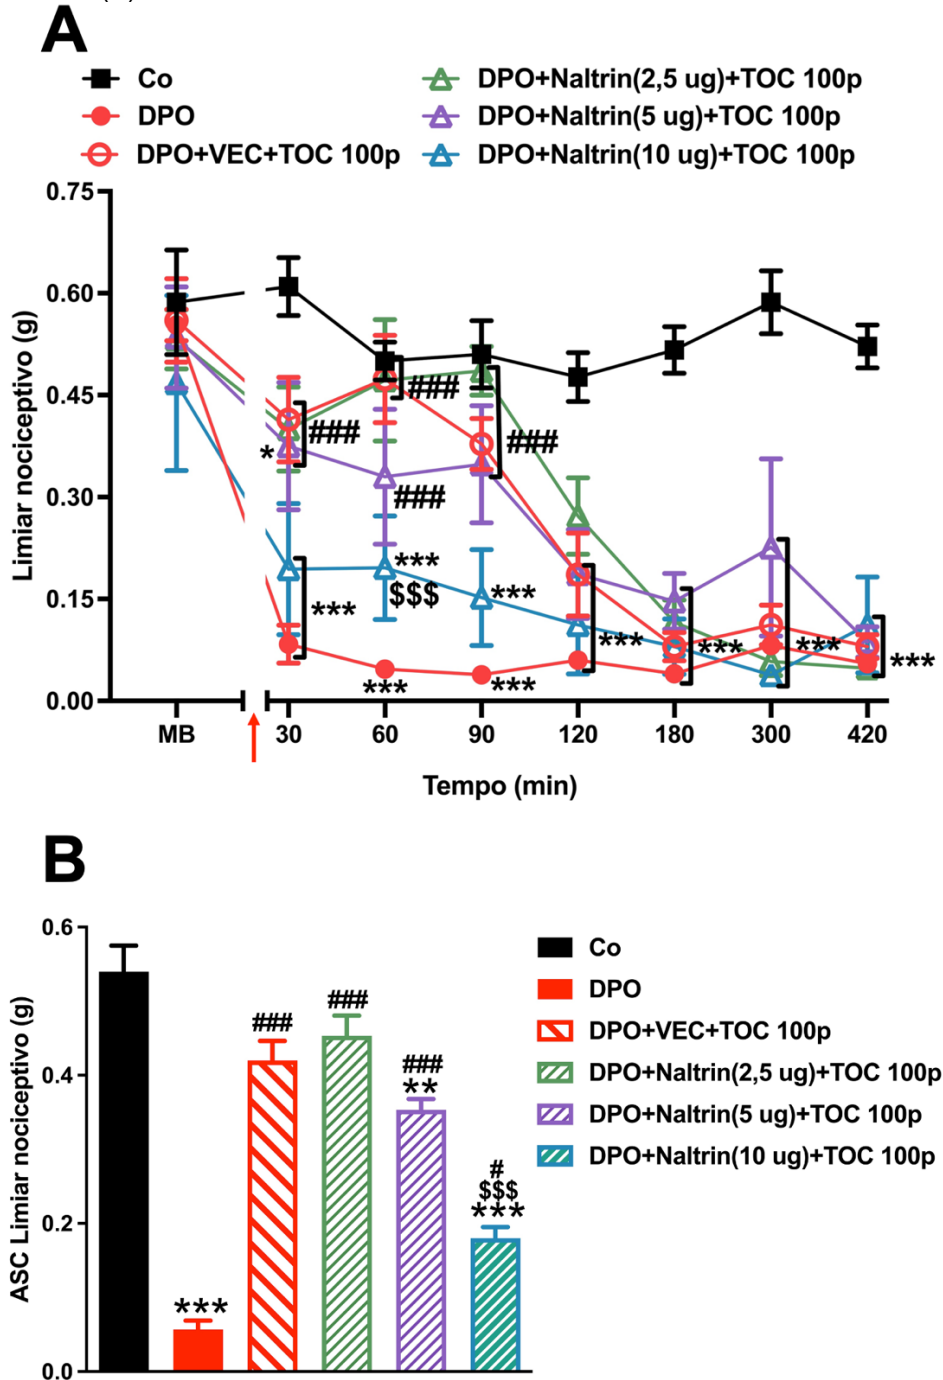 A
Co
DPO
DPO+VEC+TOC 100p
DPO+Naltrin(2,5 ug)+TOC 100p
DPO+Naltrin(5 ug)+TOC 100p
DPO+Naltrin(10 ug)+TOC 100p
Limiar nociceptivo (g)
0.75
0.60
0.45
0.30
0.15
0.00
###
###
###
*
###
***
$$$
***
***
***
***
***
***
***
***
MB
30
60
90
120
180
300
420
Tempo (min)
B
ASC Limiar nociceptivo (g)
0.6
0.4
0.2
0.0
***
###
###
###
**
#
$$$
***
Co
DPO
DPO+VEC+TOC 100p
DPO+Naltrin(2,5 ug)+TOC 100p
DPO+Naltrin(5 ug)+TOC 100p
DPO+Naltrin(10 ug)+TOC 100p